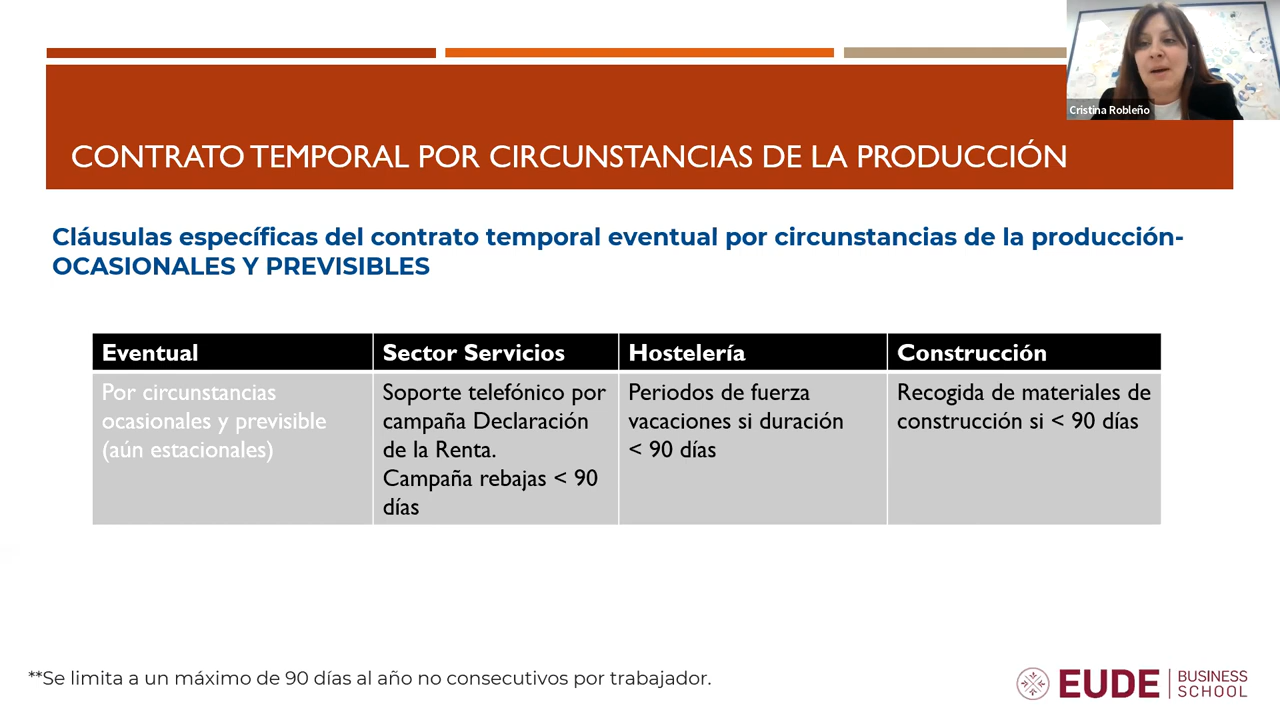 Cristina Robleño
CONTRATO TEMPORAL POR CIRCUNSTANCIAS DE LA PRODUCCIÓN
Cláusulas específicas del contrato temporal eventual por circunstancias de la producción-
OCASIONALES Y PREVISIBLES
Eventual
Sector Servicios
Hostelería
Construcción
Por circunstancias
ocasionales y previsible
(aún estacionales)
Soporte telefónico por
campaña Declaración
de la Renta.
Campaña rebajas < 90
días
Periodos de fuerza
vacaciones si duración
< 90 días
Recogida de materiales de
construcción si < 90 días
**Se limita a un máximo de 90 días al año no consecutivos por trabajador.
EUDE BUSINESS
SCHOOL